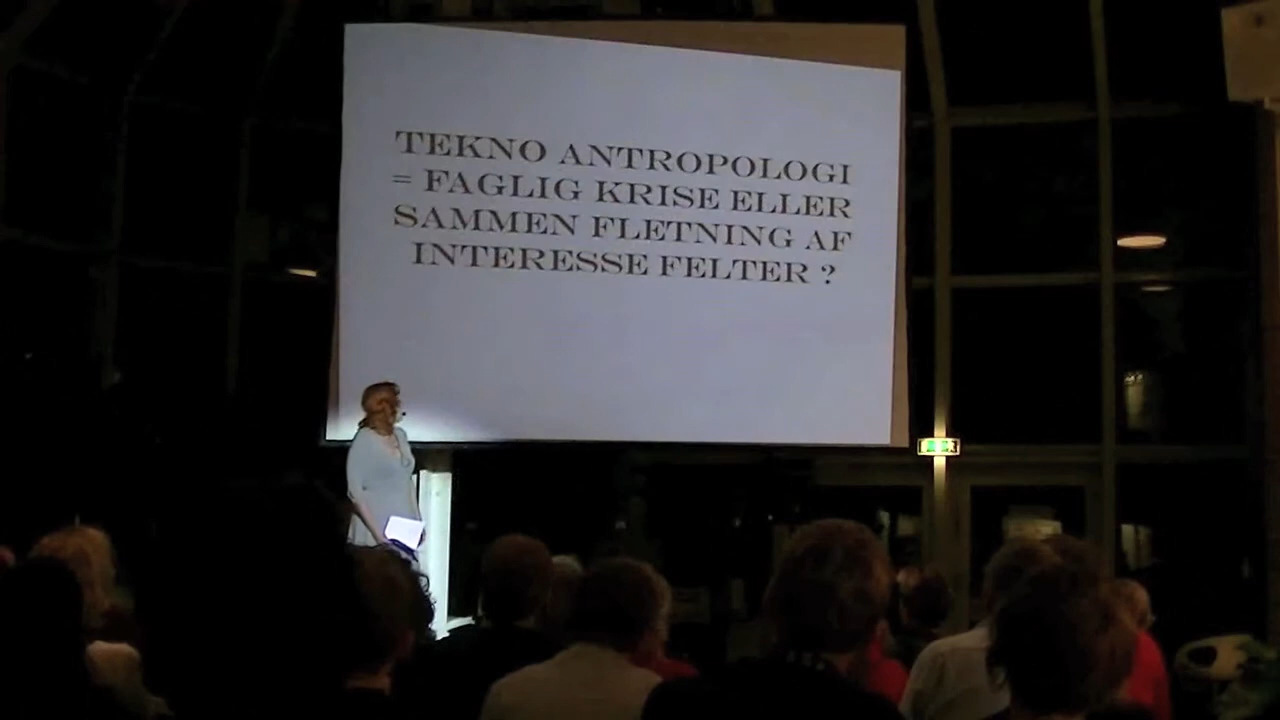 TEKNO ANTROPOLOGI
= FAGLIG KRISE ELLER
SAMMEN FLETNING AF
INTERESSE FELTER ?